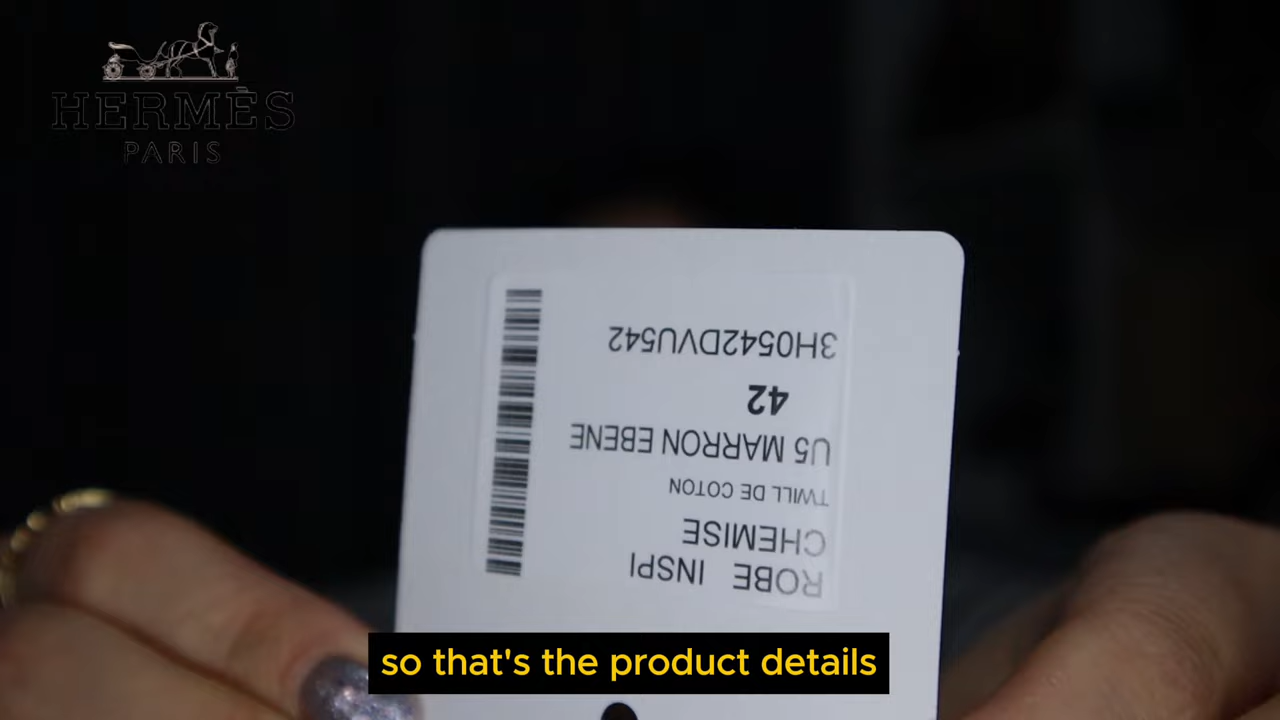 HERMÈS
PARIS
ROBE INSPI
CHEMISE
TWILL DE COTON
U5 MARRON EBENE
42
3H0542DVU542
so that's the product details